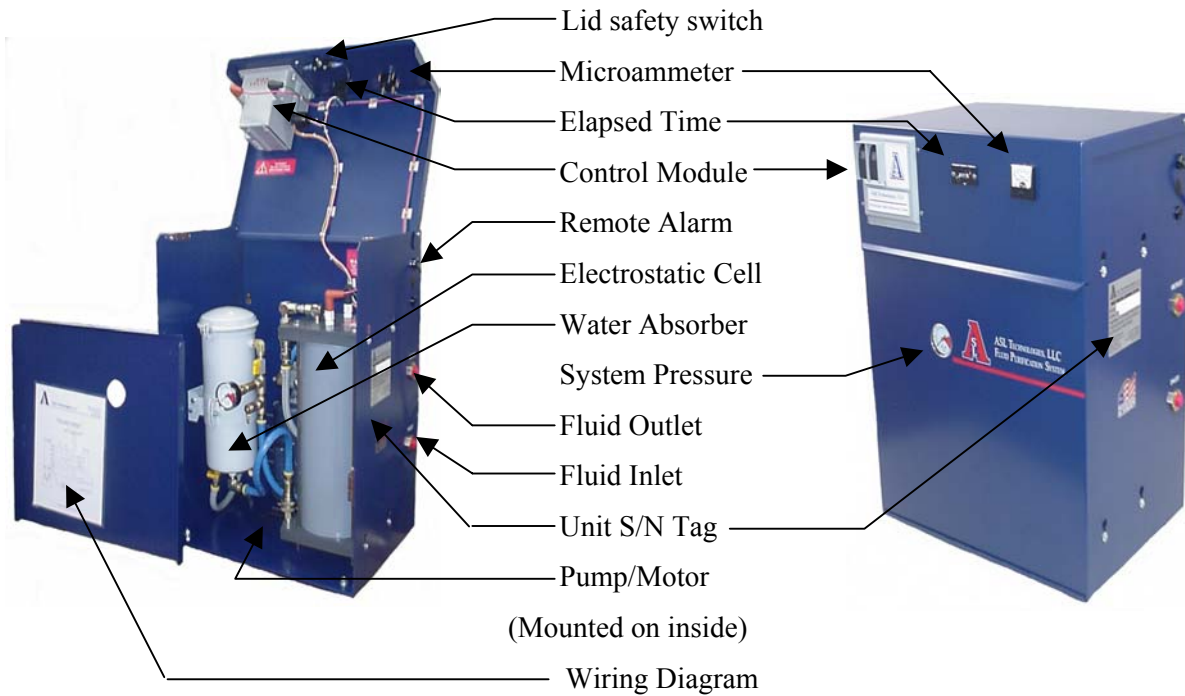 Lid safety switch
Microammeter
Elapsed Time
Control Module
Remote Alarm
Electrostatic Cell
Water Absorber
System Pressure
Fluid Outlet
Fluid Inlet
Unit S/N Tag
Pump/Motor
(Mounted on inside)
Wiring Diagram
ASL TECHNOLOGIES, LLC
FLUID PURIFICATION SYSTEM